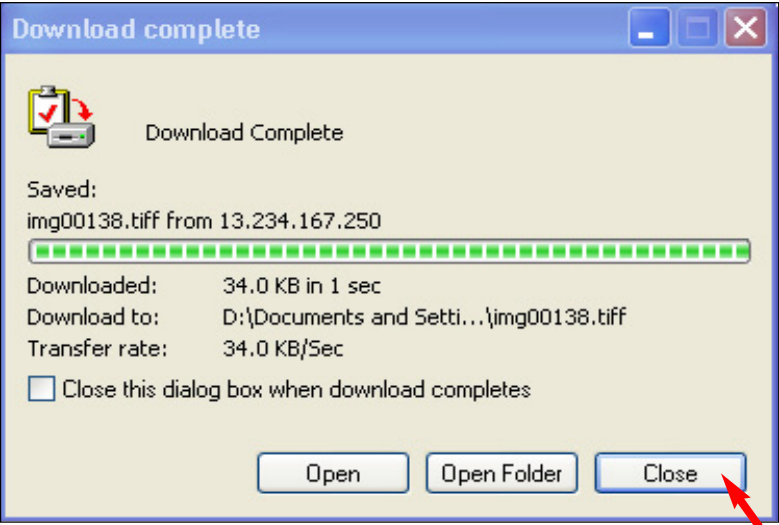 Download complete
Download Complete
Saved:
img00138.tiff from 13.234.167.250
Downloaded: 34.0 KB in 1 sec
Download to: D:\Documents and Setti...\img00138.tiff
Transfer rate: 34.0 KB/Sec
Close this dialog box when download completes
Open Open Folder Close